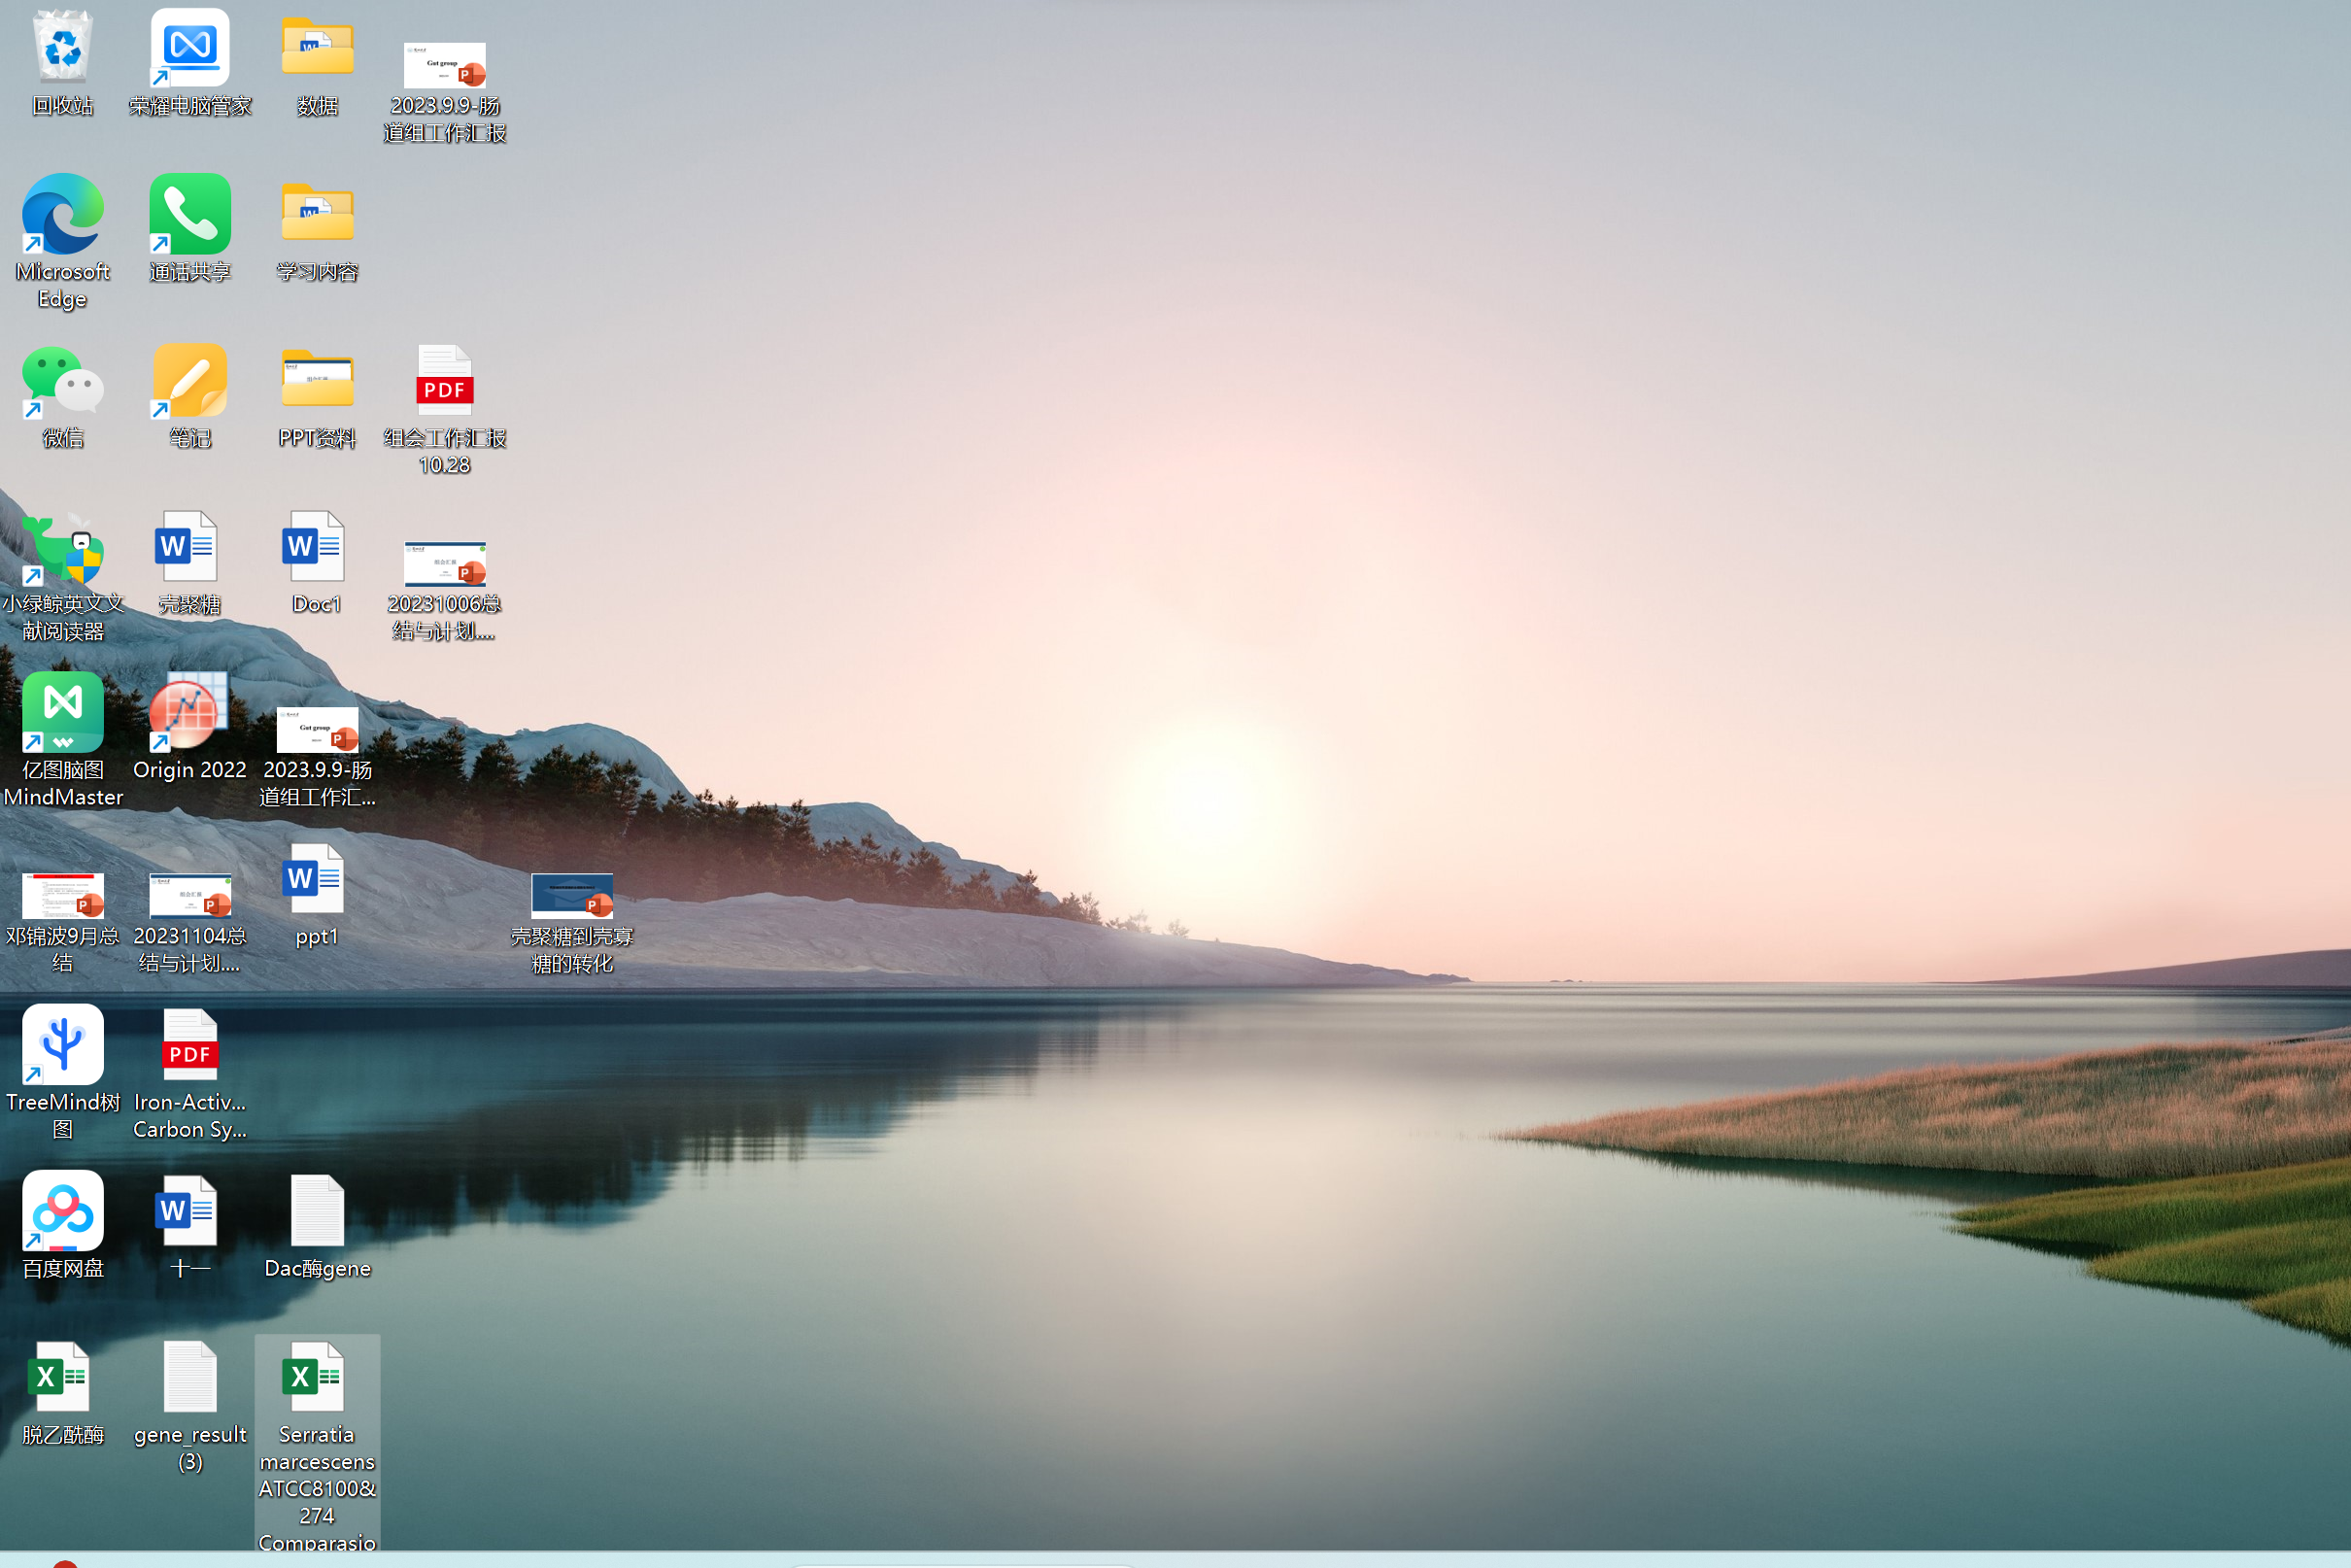 回收站
荣耀电脑管家
数据
Gut group
2023.9.9-肠
道组工作汇报
Microsoft
Edge
通话共享
学习内容
微信
笔记
PPT资料
PDF
组会工作汇报
10.28
小绿鲸英文文
献阅读器
壳聚糖
Doc1
20231006总
结与计划....
亿图脑图
MindMaster
Origin 2022
Gut group
2023.9.9-肠
道组工作汇...
邓锦波9月总
结
20231104总
结与计划....
ppt1
壳聚糖到壳寡
糖的转化
TreeMind树
图
PDF
Iron-Activ...
Carbon Sy...
百度网盘
十一
Dac酶gene
脱乙酰酶
gene_result
(3)
Serratia
marcescens
ATCC8100&
274
Comparasio